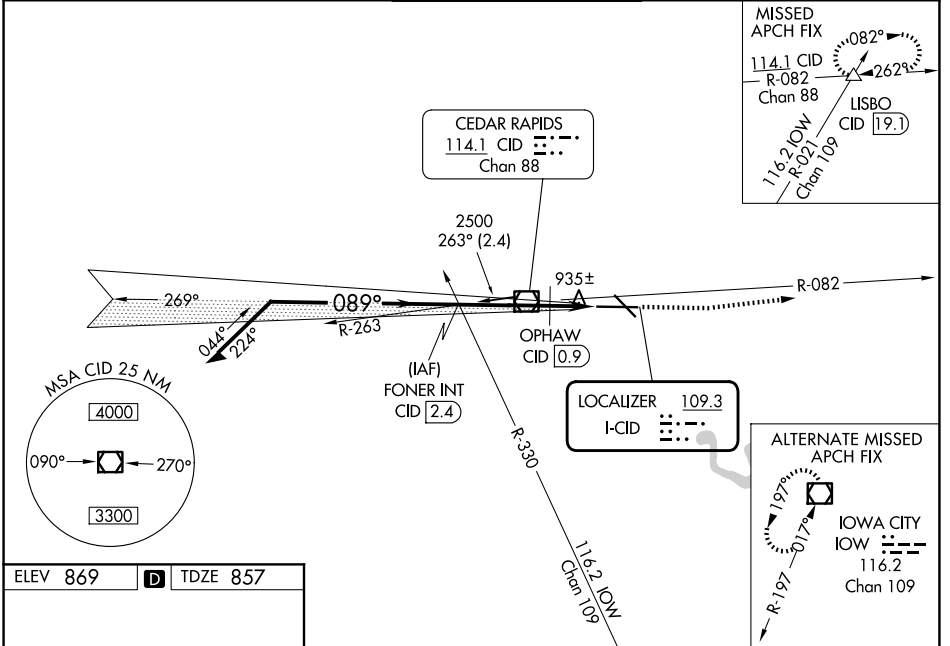 MISSED
APCH FIX
082°
114.1 CID
R-082
Chan 88
262°
LISBO
CID 19.1
116.2 IOW
R-021
Chan 109
CEDAR RAPIDS
114.1 CID
Chan 88
2500
263° (2.4)
935±
R-082
269°
089°
R-263
044°
224°
OPHAW
CID 0.9
(IAF)
FONER INT
CID 2.4
MSA CID 25 NM
4000
090°
270°
3300
LOCALIZER 109.3
I-CID
R-330
116.2 IOW
Chan 109
ALTERNATE MISSED
APCH FIX
197°
017°
R-197
IOWA CITY
IOW
116.2
Chan 109
ELEV 869 D TDZE 857